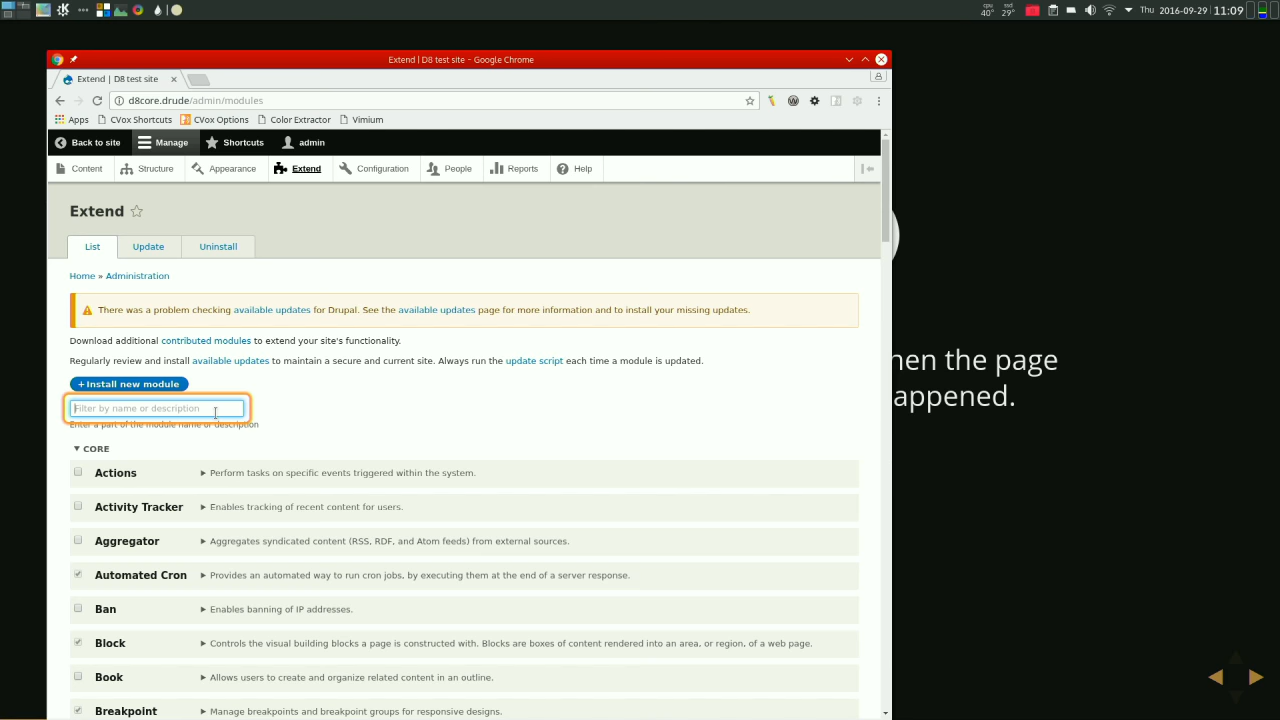 cpu ssd
40° 29°
Thu 2016-09-29 11:09
Extend | D8 test site - Google Chrome
Extend | D8 test site
d8core.drude/admin/modules
Apps CVox Shortcuts CVox Options Color Extractor Vimium
Back to site Manage Shortcuts admin
Content Structure Appearance Extend Configuration People Reports Help
Extend
List Update Uninstall
Home » Administration
There was a problem checking available updates for Drupal. See the available updates page for more information and to install your missing updates.
Download additional contributed modules to extend your site's functionality.
Regularly review and install available updates to maintain a secure and current site. Always run the update script each time a module is updated.
+ Install new module
Filter by name or description
Enter a part of the module name or description
CORE
Actions Perform tasks on specific events triggered within the system.
Activity Tracker Enables tracking of recent content for users.
Aggregator Aggregates syndicated content (RSS, RDF, and Atom feeds) from external sources.
Automated Cron Provides an automated way to run cron jobs, by executing them at the end of a server response.
Ban Enables banning of IP addresses.
Block Controls the visual building blocks a page is constructed with. Blocks are boxes of content rendered into an area, or region, of a web page.
Book Allows users to create and organize related content in an outline.
Breakpoint Manage breakpoints and breakpoint groups for responsive designs.
hen the page
appened.